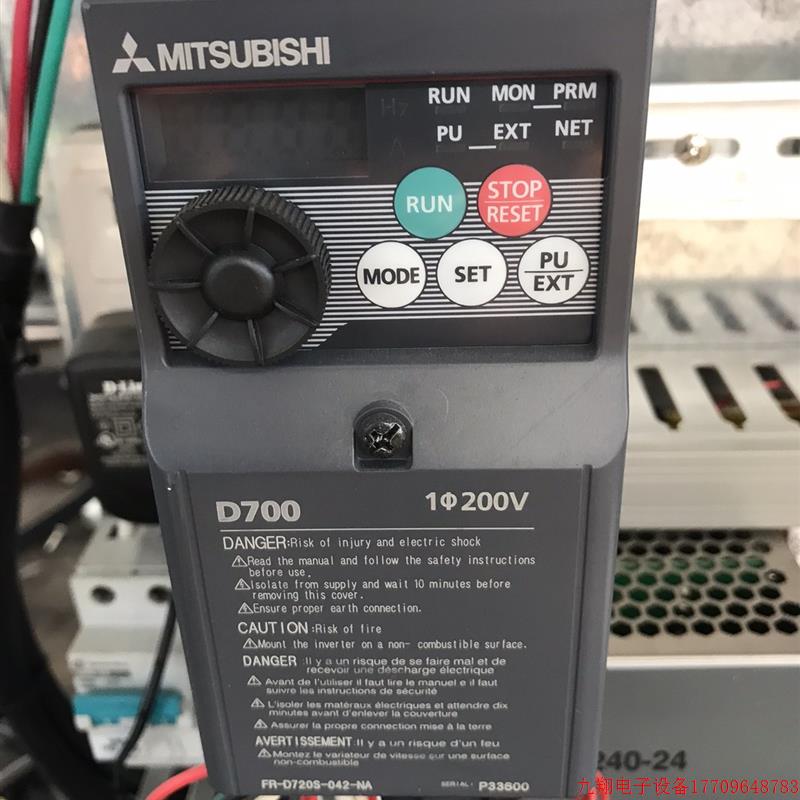 MITSUBISHI
Hz
A
RUN MON PRM
PU EXT NET
RUN
STOP
RESET
MODE
SET
PU
EXT
D-Lin
D700
1Φ200V
DANGER:Risk of injury and electric shock
Read the manual and follow the safety instructions
before use.
Isolate from supply and wait 10 minutes before
removing this cover.
Ensure proper earth connection.
CAUTION:Risk of fire
Mount the inverter on a non- combustible surface.
DANGER :Il y a un risque de se faire mal et de
recevoir une décharge électrique
Avant de l'utiliser il faut lire le manuel e il faut
suivre les instructions de sécurité
L'isoler les matéraux électriques et attendre dix
minutes avant d'enlever la couverture
Assurer la propre connection mise à la terre
AVERTISSEMENT:Il y a un risque d'un feu
Montez le variateur de vitesse sur une surface
non-combustible
FR-D720S-042-NA
SERIAL: P33600
240-24
九翔电子设备17709648783